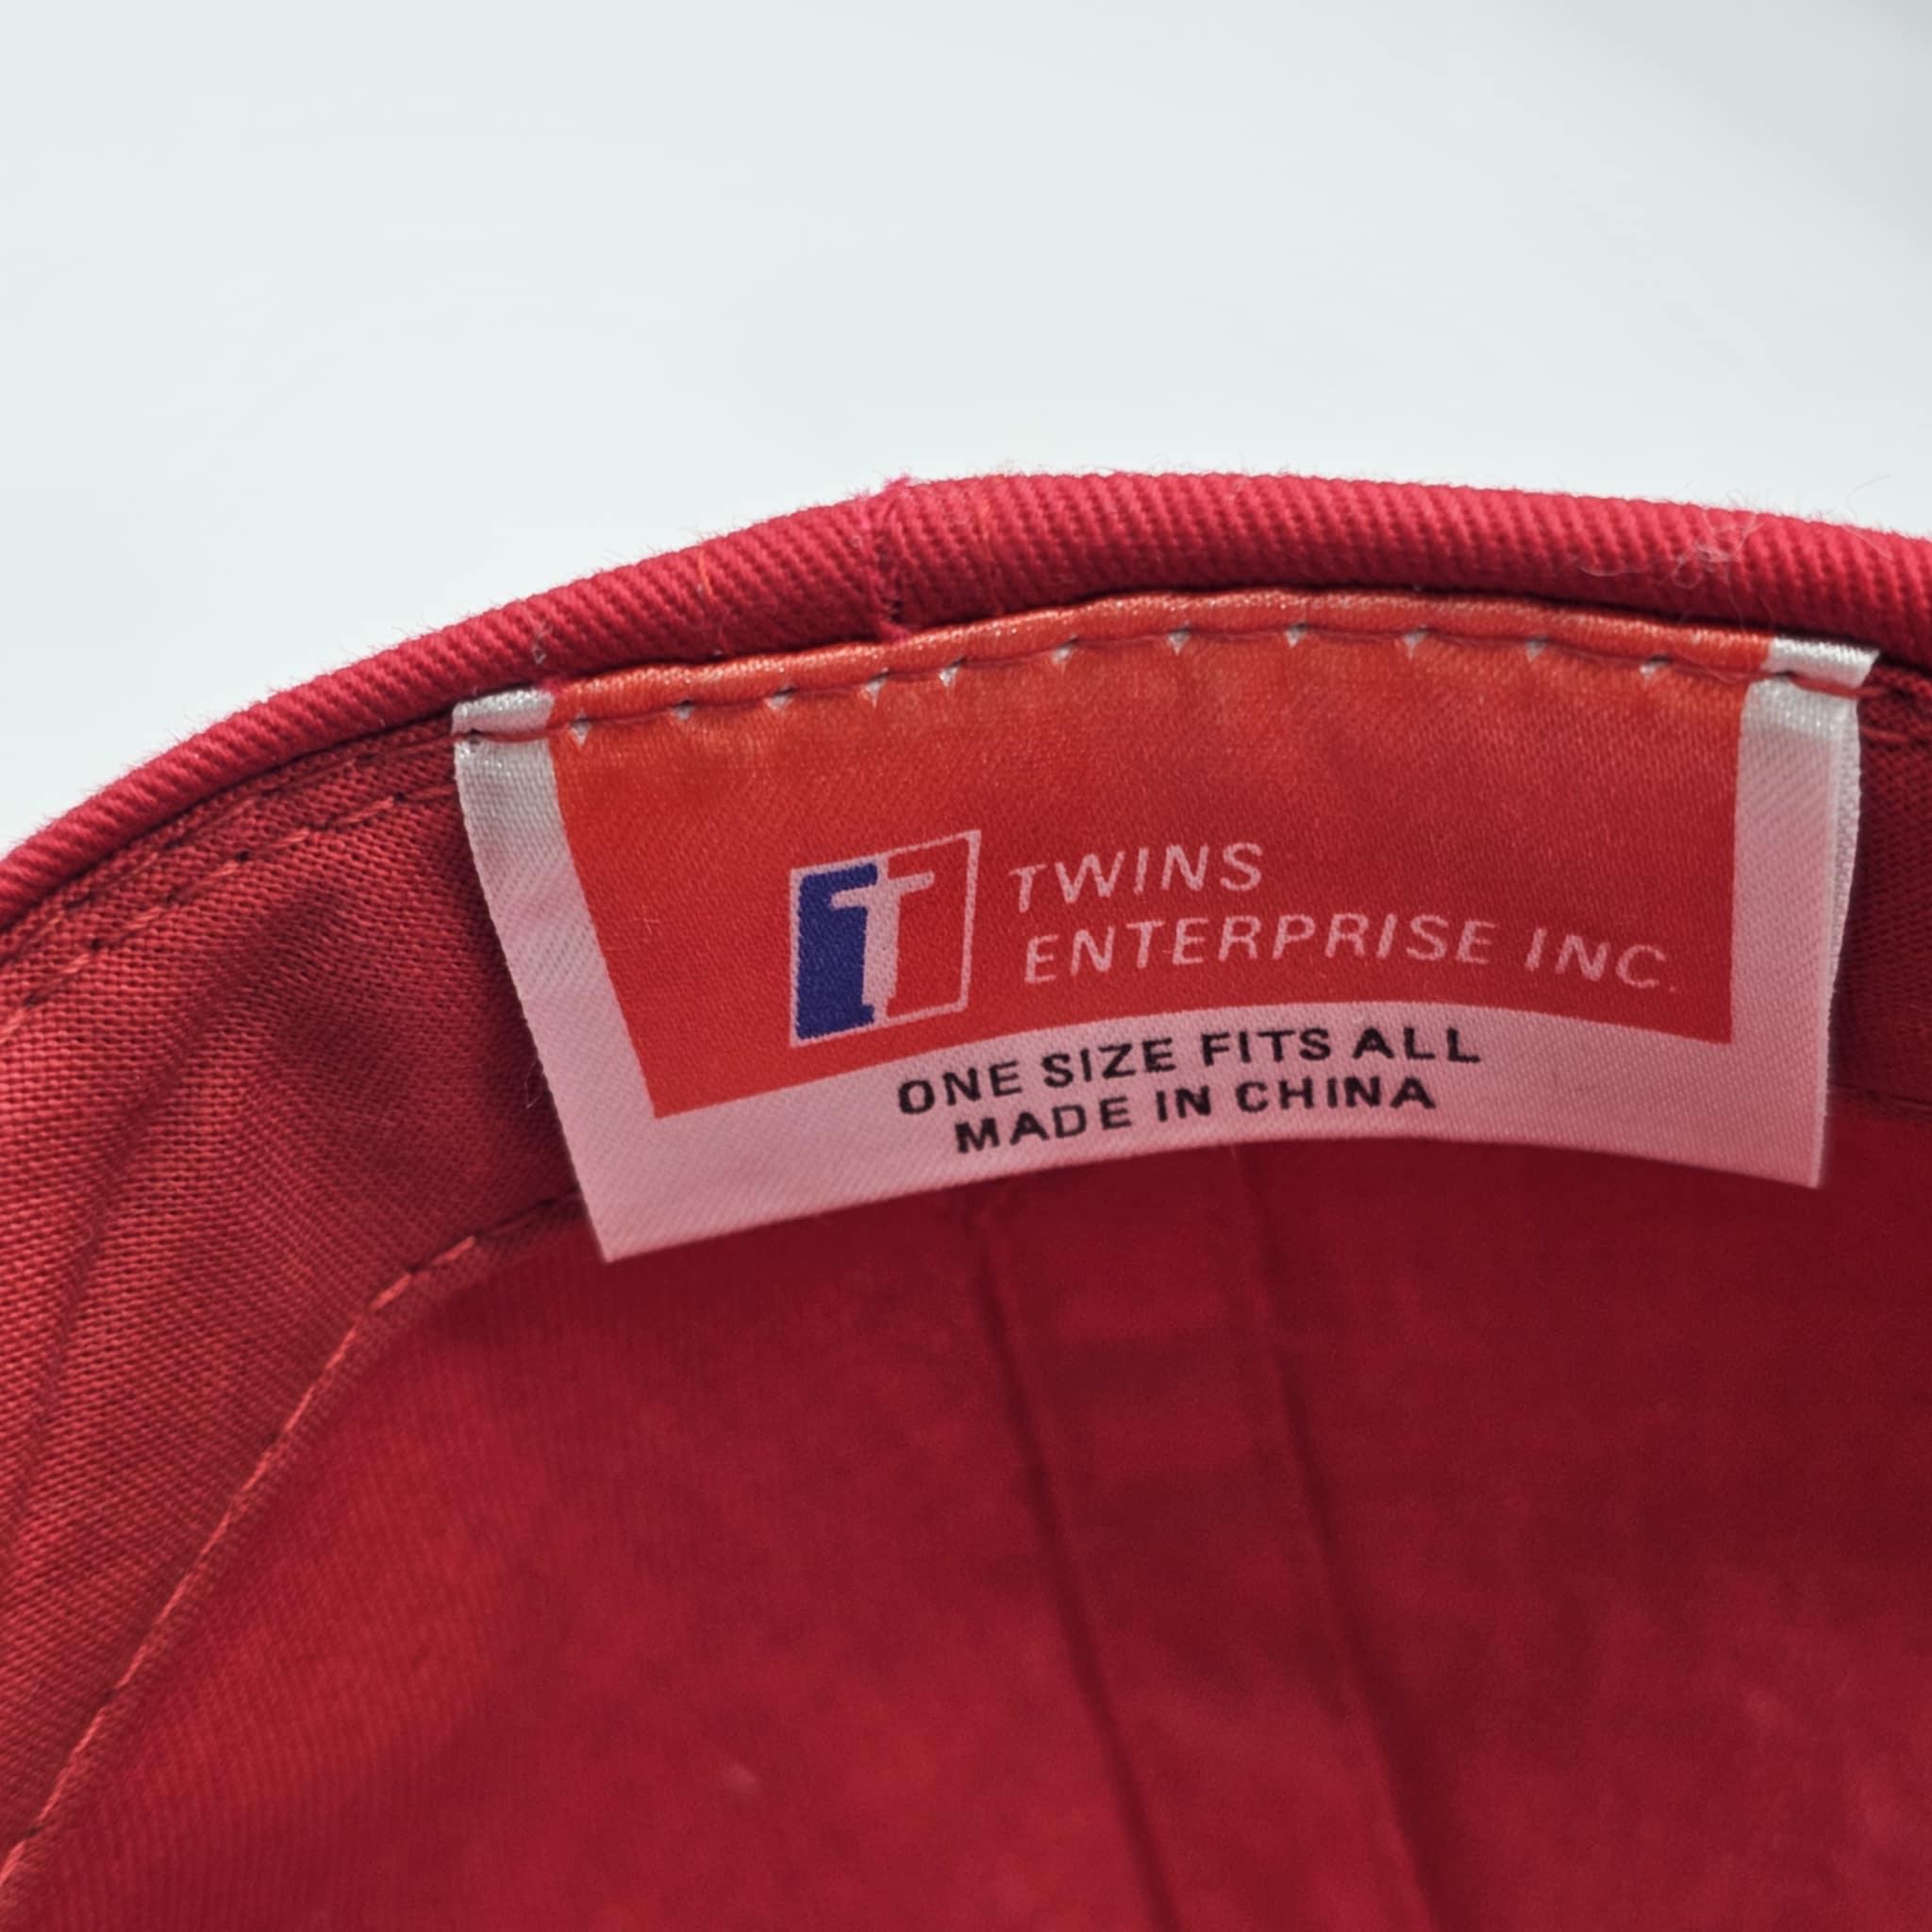 TWINS
ENTERPRISE INC.
ONE SIZE FITS ALL
MADE IN CHINA